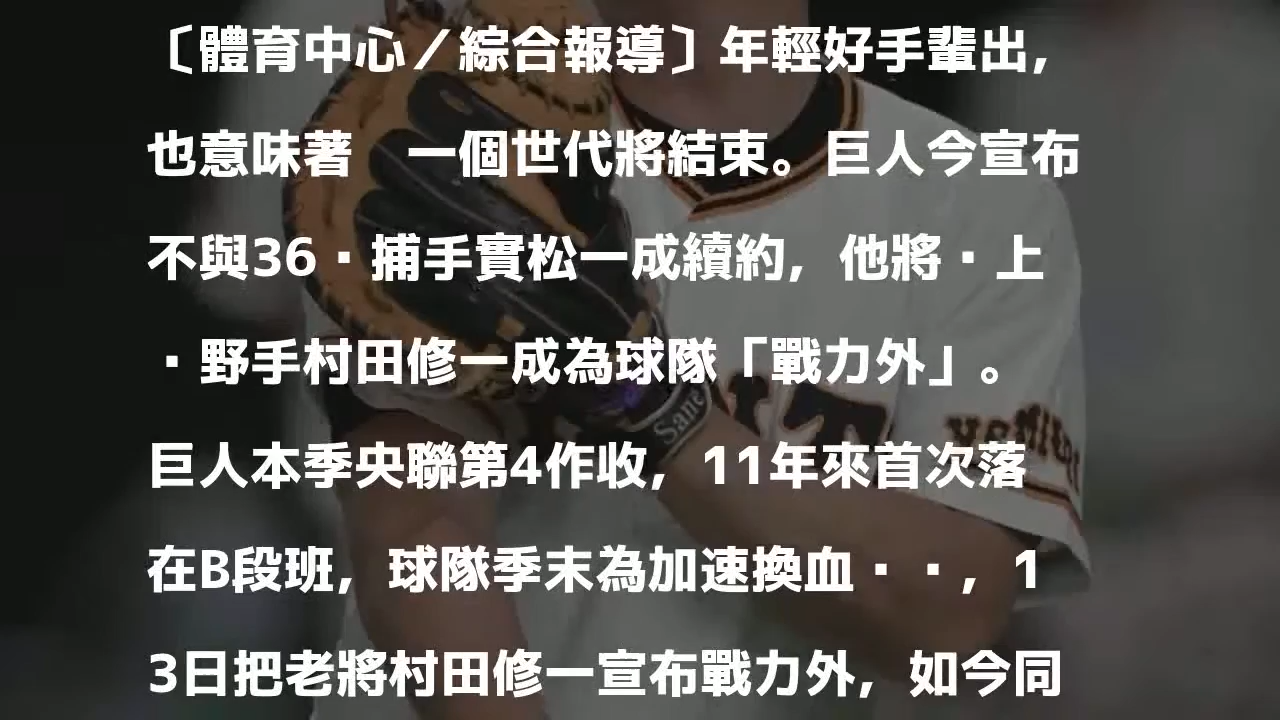 〔體育中心／綜合報導〕年輕好手輩出，
也意味著　一個世代將結束。巨人今宣布
不與36▪捕手實松一成續約，他將▪上
▪野手村田修一成為球隊「戰力外」。
巨人本季央聯第4作收，11年來首次落
在B段班，球隊季末為加速換血▪▪，1
3日把老將村田修一宣布戰力外，如今同
Sane